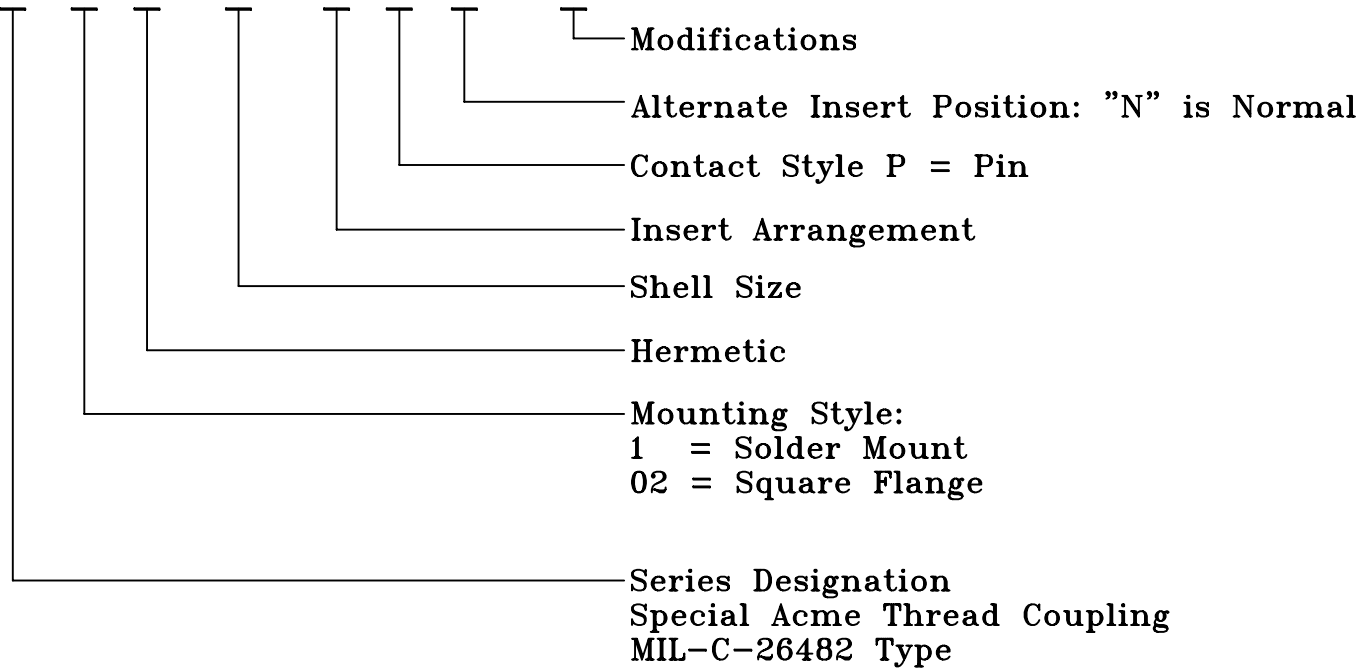 Modifications
Alternate Insert Position: ”N” is Normal
Contact Style P = Pin
Insert Arrangement
Shell Size
Hermetic
Mounting Style:
1 = Solder Mount
02 = Square Flange
Series Designation
Special Acme Thread Coupling
MIL-C-26482 Type